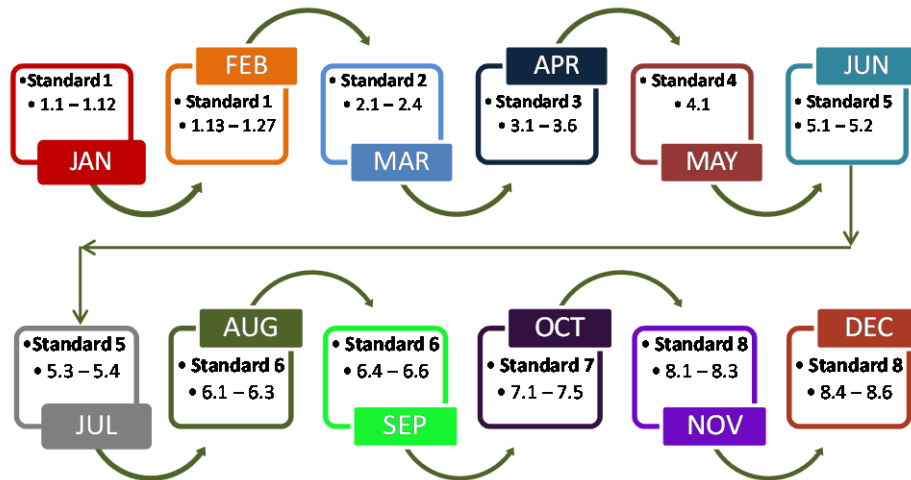 • Standard 1
• 1.1 – 1.12
JAN
FEB
• Standard 1
• 1.13 – 1.27
• Standard 2
• 2.1 – 2.4
MAR
APR
• Standard 3
• 3.1 – 3.6
• Standard 4
• 4.1
MAY
JUN
• Standard 5
• 5.1 – 5.2
• Standard 5
• 5.3 – 5.4
JUL
AUG
• Standard 6
• 6.1 – 6.3
• Standard 6
• 6.4 – 6.6
SEP
OCT
• Standard 7
• 7.1 – 7.5
• Standard 8
• 8.1 – 8.3
NOV
DEC
• Standard 8
• 8.4 – 8.6